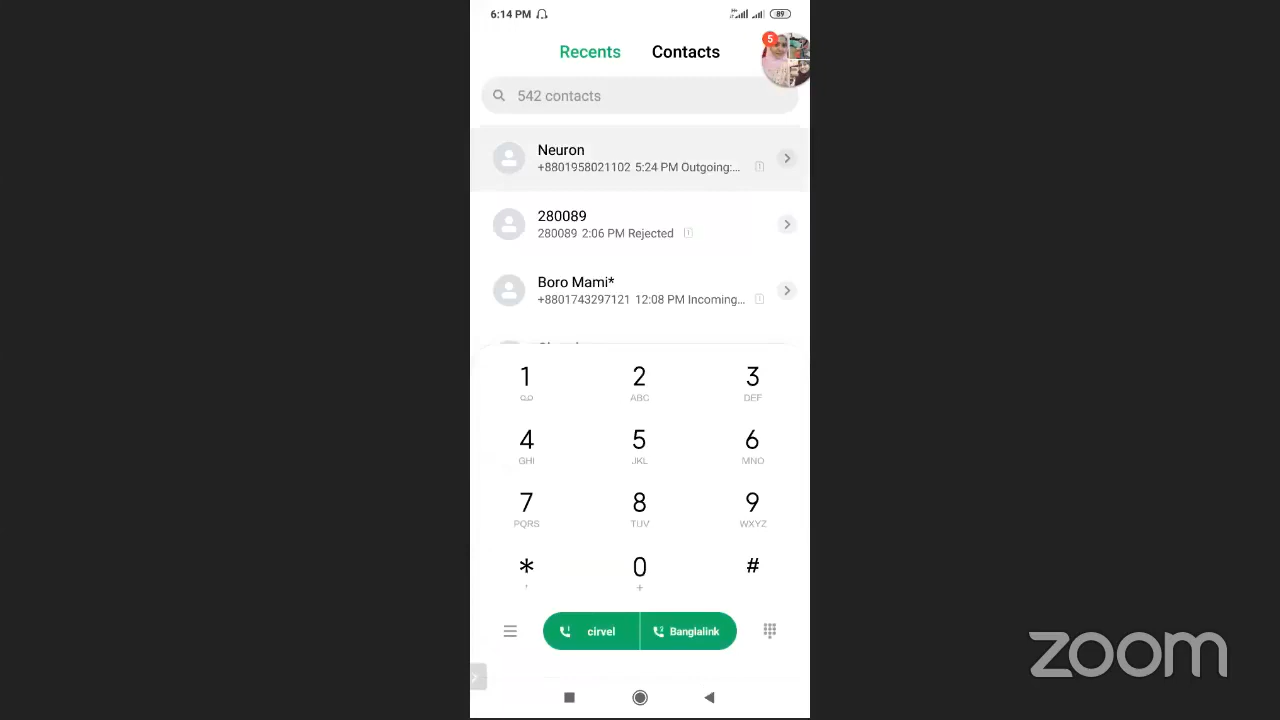 6:14 PM
89
Recents
Contacts
5
542 contacts
Neuron
+8801958021102 5:24 PM Outgoing:...
280089
280089 2:06 PM Rejected
Boro Mami*
+8801743297121 12:08 PM Incoming...
1
2
ABC
3
DEF
4
GHI
5
JKL
6
MNO
7
PQRS
8
TUV
9
WXYZ
*
,
0
+
#
cirvel
Banglalink
zoom